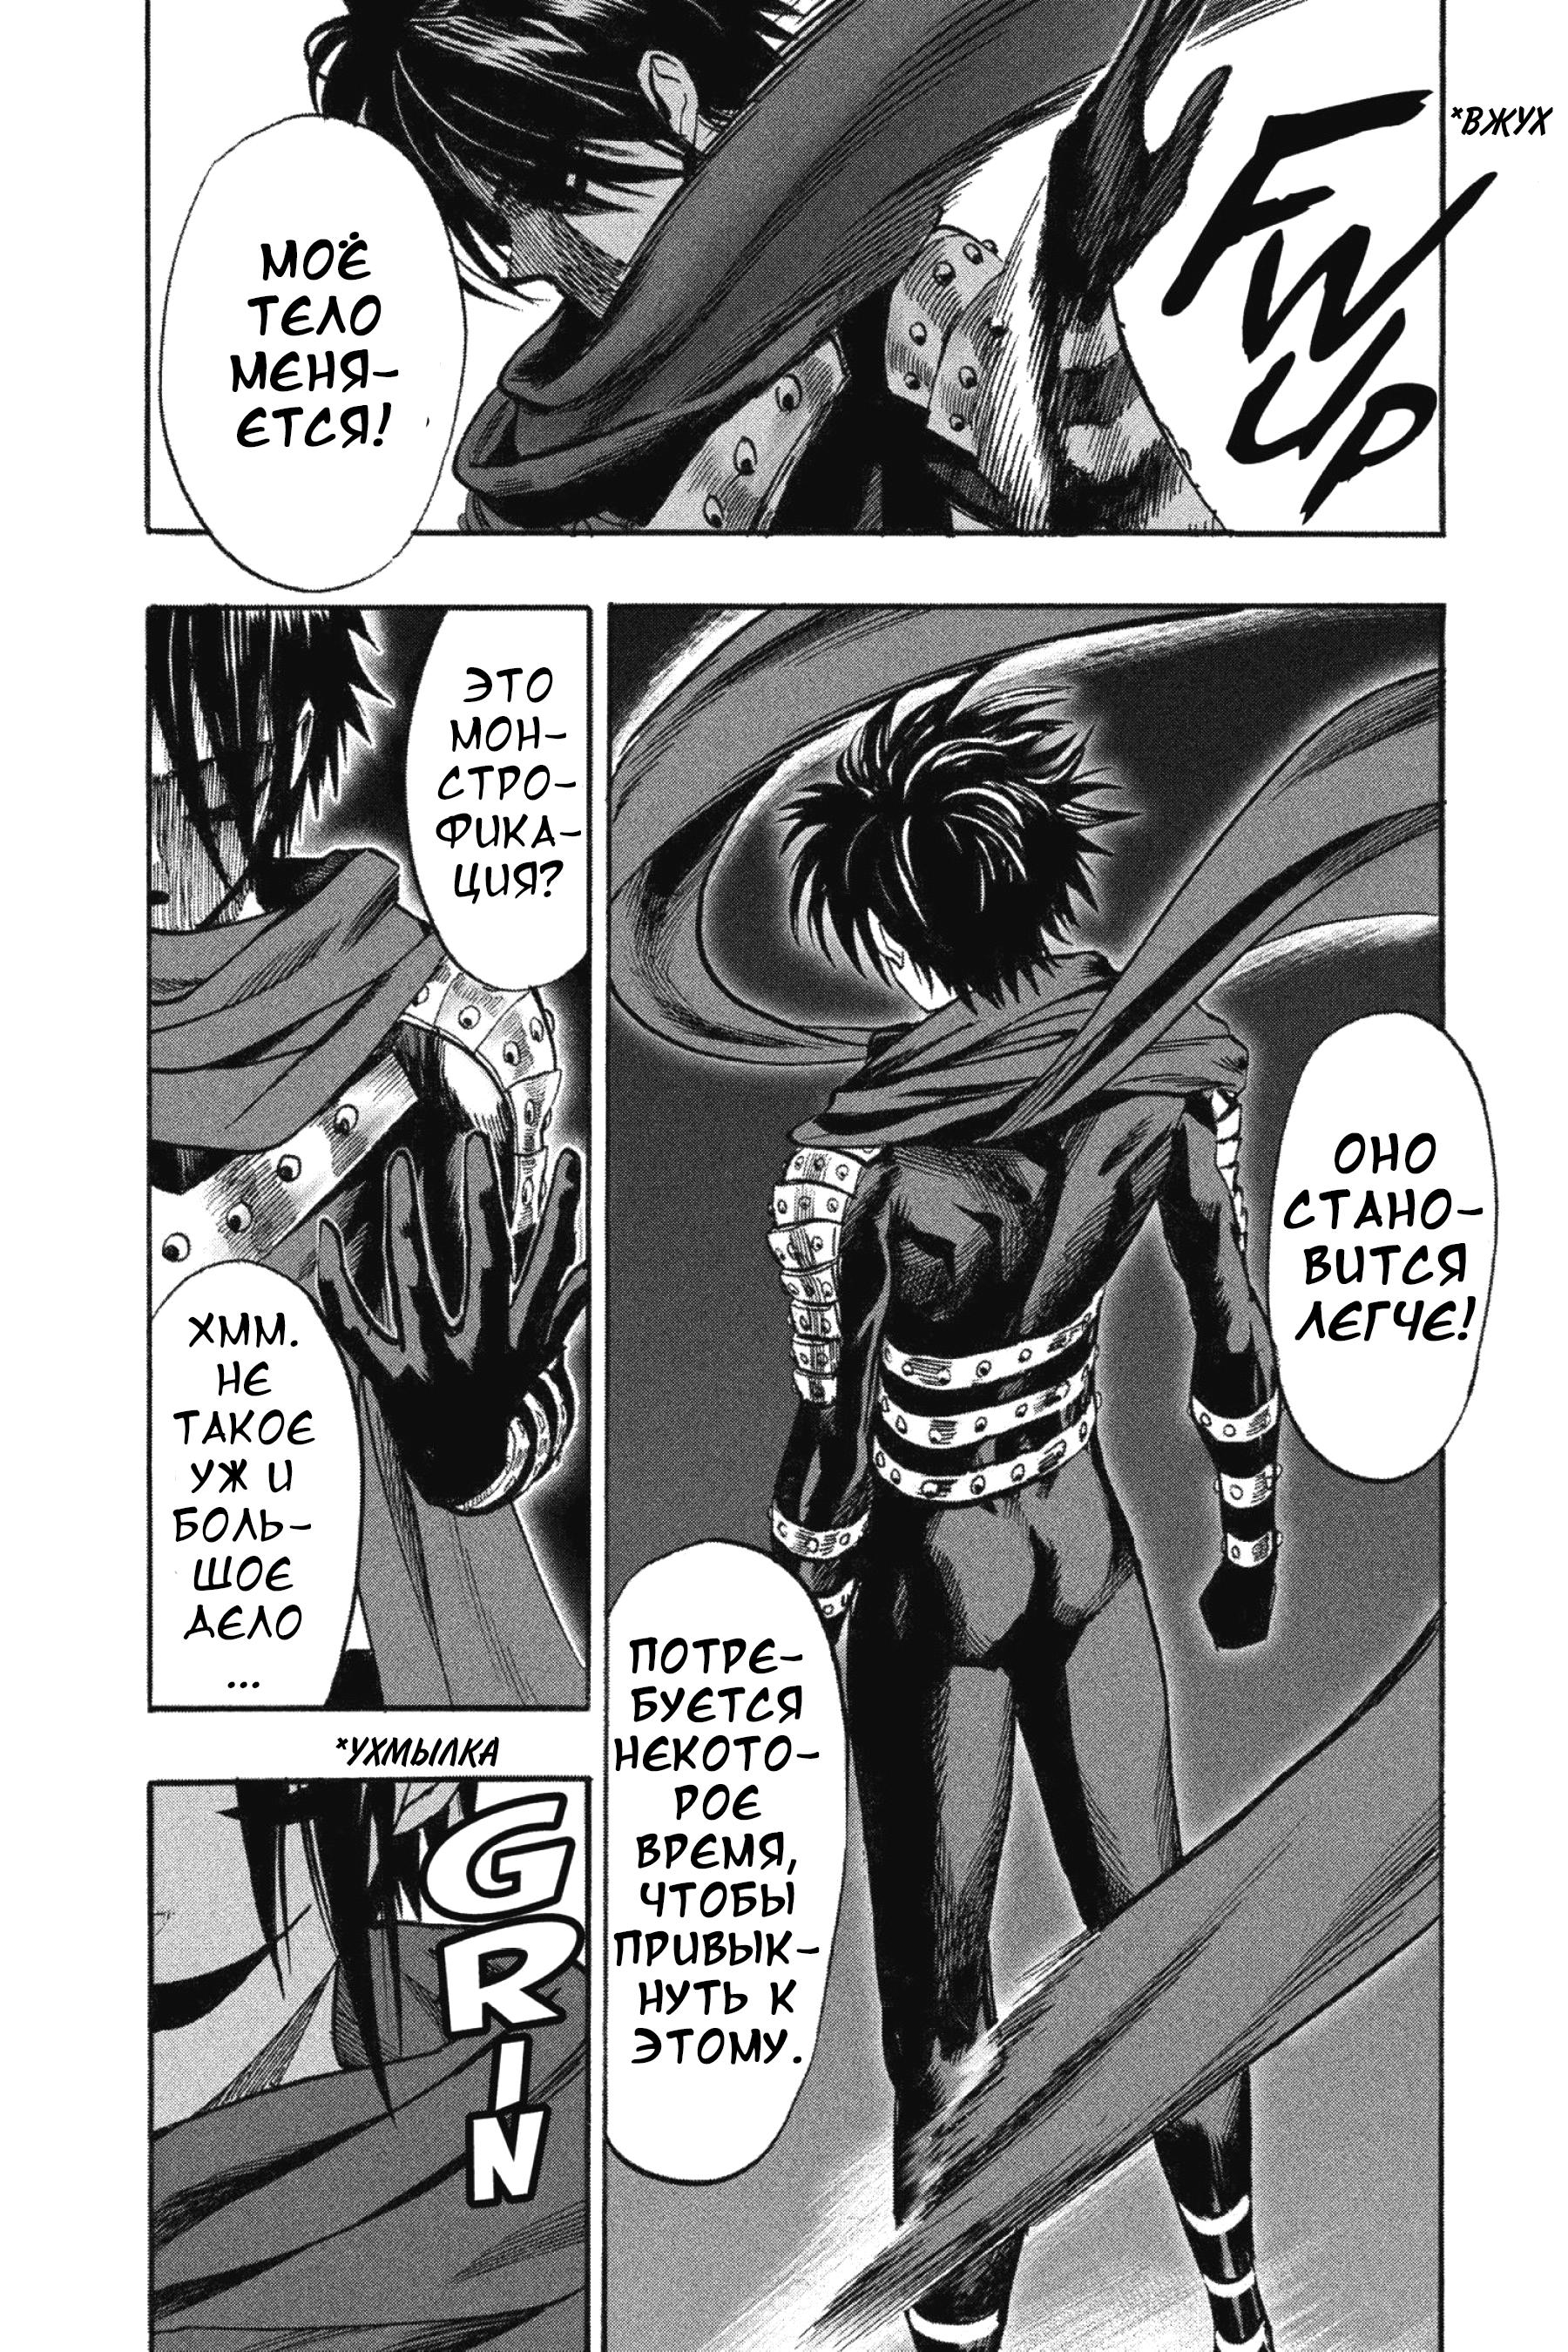 *ВЖУХ
FWUP
МОЁ
ТЕЛО
МЕНЯ-
ЕТСЯ!
ОНО
СТАНО-
ВИТСЯ
ЛЕГЧЕ!
ПОТРЕ-
БУЕТСЯ
НЕКОТО-
РОЕ
ВРЕМЯ,
ЧТОБЫ
ПРИВЫК-
НУТЬ К
ЭТОМУ.
ЭТО
МОН-
СТРО-
ФИКА-
ЦИЯ?
ХММ.
НЕ
ТАКОЕ
УЖ И
БОЛЬ-
ШОЕ
ДЕЛО
...
*УХМЫЛКА
GRIN